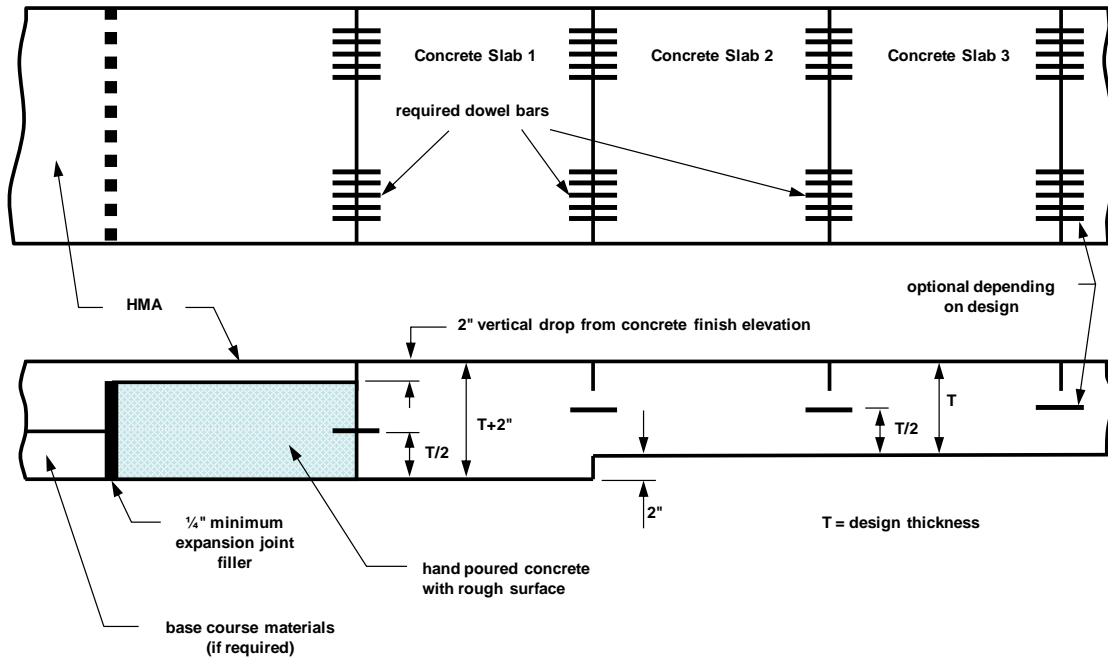 Concrete Slab 1
Concrete Slab 2
Concrete Slab 3
required dowel bars
HMA
optional depending
on design
2" vertical drop from concrete finish elevation
T+2"
T/2
T/2
T
2"
T = design thickness
¼" minimum
expansion joint
filler
hand poured concrete
with rough surface
base course materials
(if required)